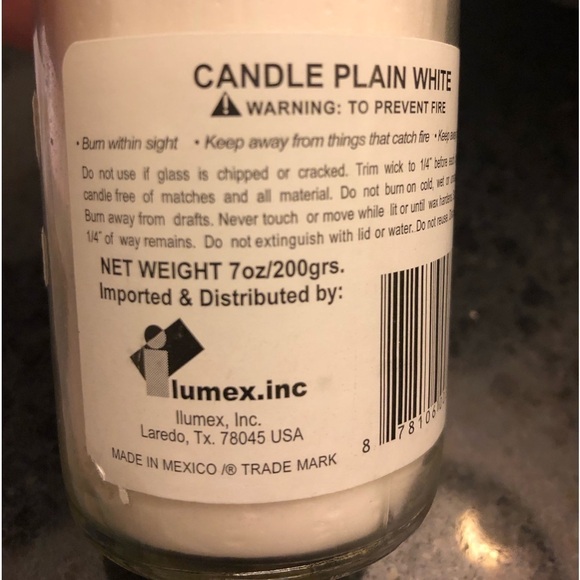 CANDLE PLAIN WHITE
WARNING: TO PREVENT FIRE
• Burn within sight • Keep away from things that catch fire • Keep
Do not use if glass is chipped or cracked. Trim wick to 1/4" before
candle free of matches and all material. Do not burn on cold, wet
Burn away from drafts. Never touch or move while lit or until wax hardens.
1/4" of way remains. Do not extinguish with lid or water. Do not reuse.
NET WEIGHT 7oz/200grs.
Imported & Distributed by:
ilumex.inc
Ilumex, Inc.
Laredo, Tx. 78045 USA
MADE IN MEXICO /® TRADE MARK
8 78106